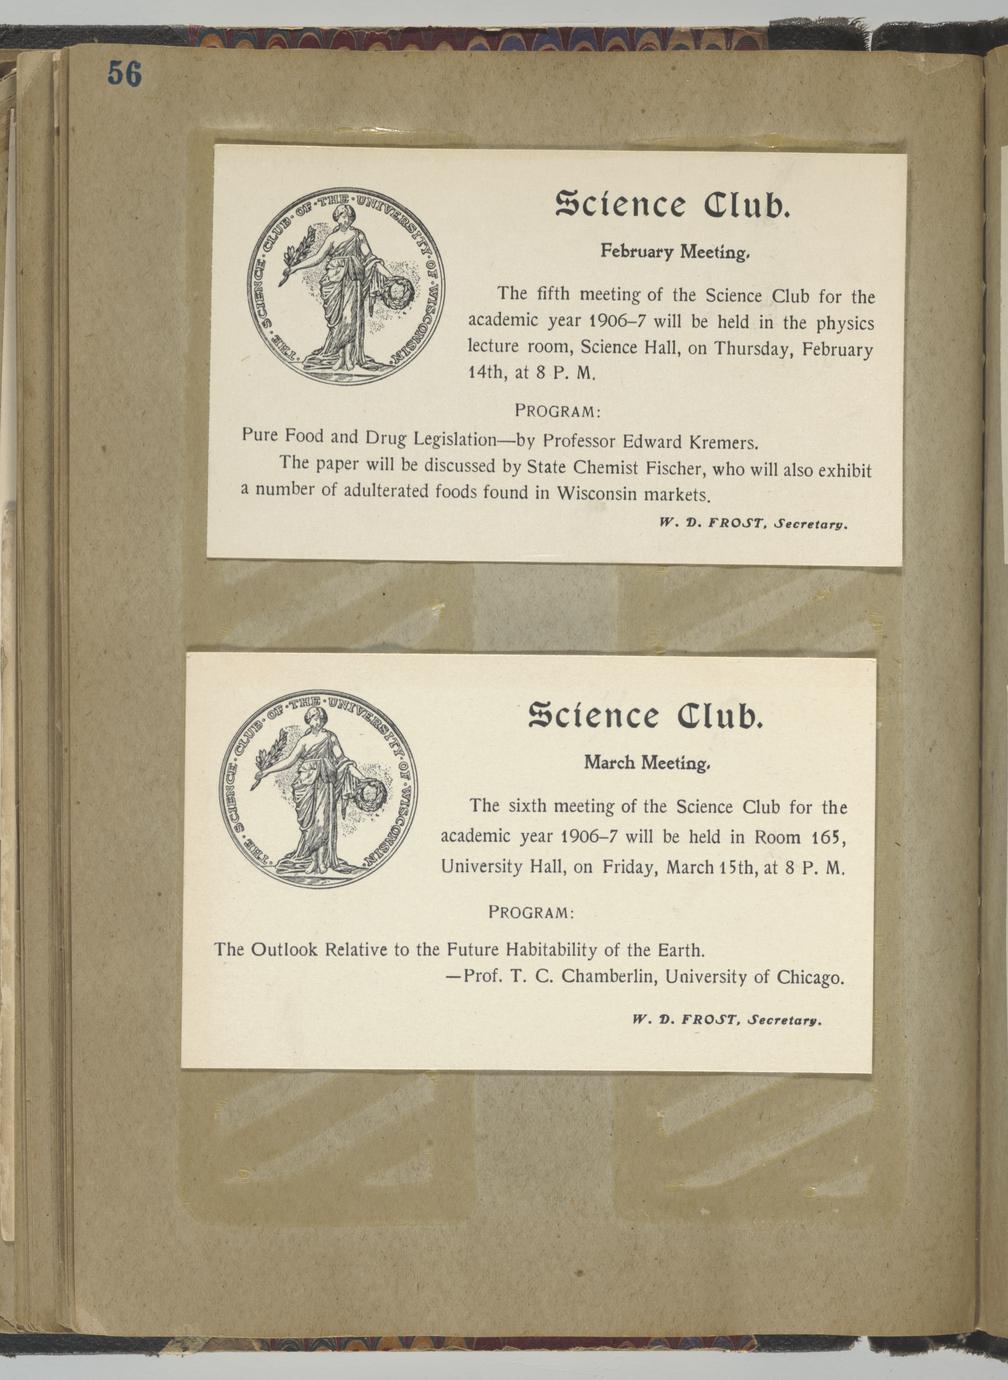 56
THE · SCIENCE · CLUB · OF · THE · UNIVERSITY · OF · WISCONSIN ·
Science Club.
February Meeting.
The fifth meeting of the Science Club for the
academic year 1906–7 will be held in the physics
lecture room, Science Hall, on Thursday, February
14th, at 8 P. M.
PROGRAM:
Pure Food and Drug Legislation—by Professor Edward Kremers.
The paper will be discussed by State Chemist Fischer, who will also exhibit
a number of adulterated foods found in Wisconsin markets.
W. D. FROST, Secretary.
THE · SCIENCE · CLUB · OF · THE · UNIVERSITY · OF · WISCONSIN ·
Science Club.
March Meeting.
The sixth meeting of the Science Club for the
academic year 1906–7 will be held in Room 165,
University Hall, on Friday, March 15th, at 8 P. M.
PROGRAM:
The Outlook Relative to the Future Habitability of the Earth.
—Prof. T. C. Chamberlin, University of Chicago.
W. D. FROST, Secretary.